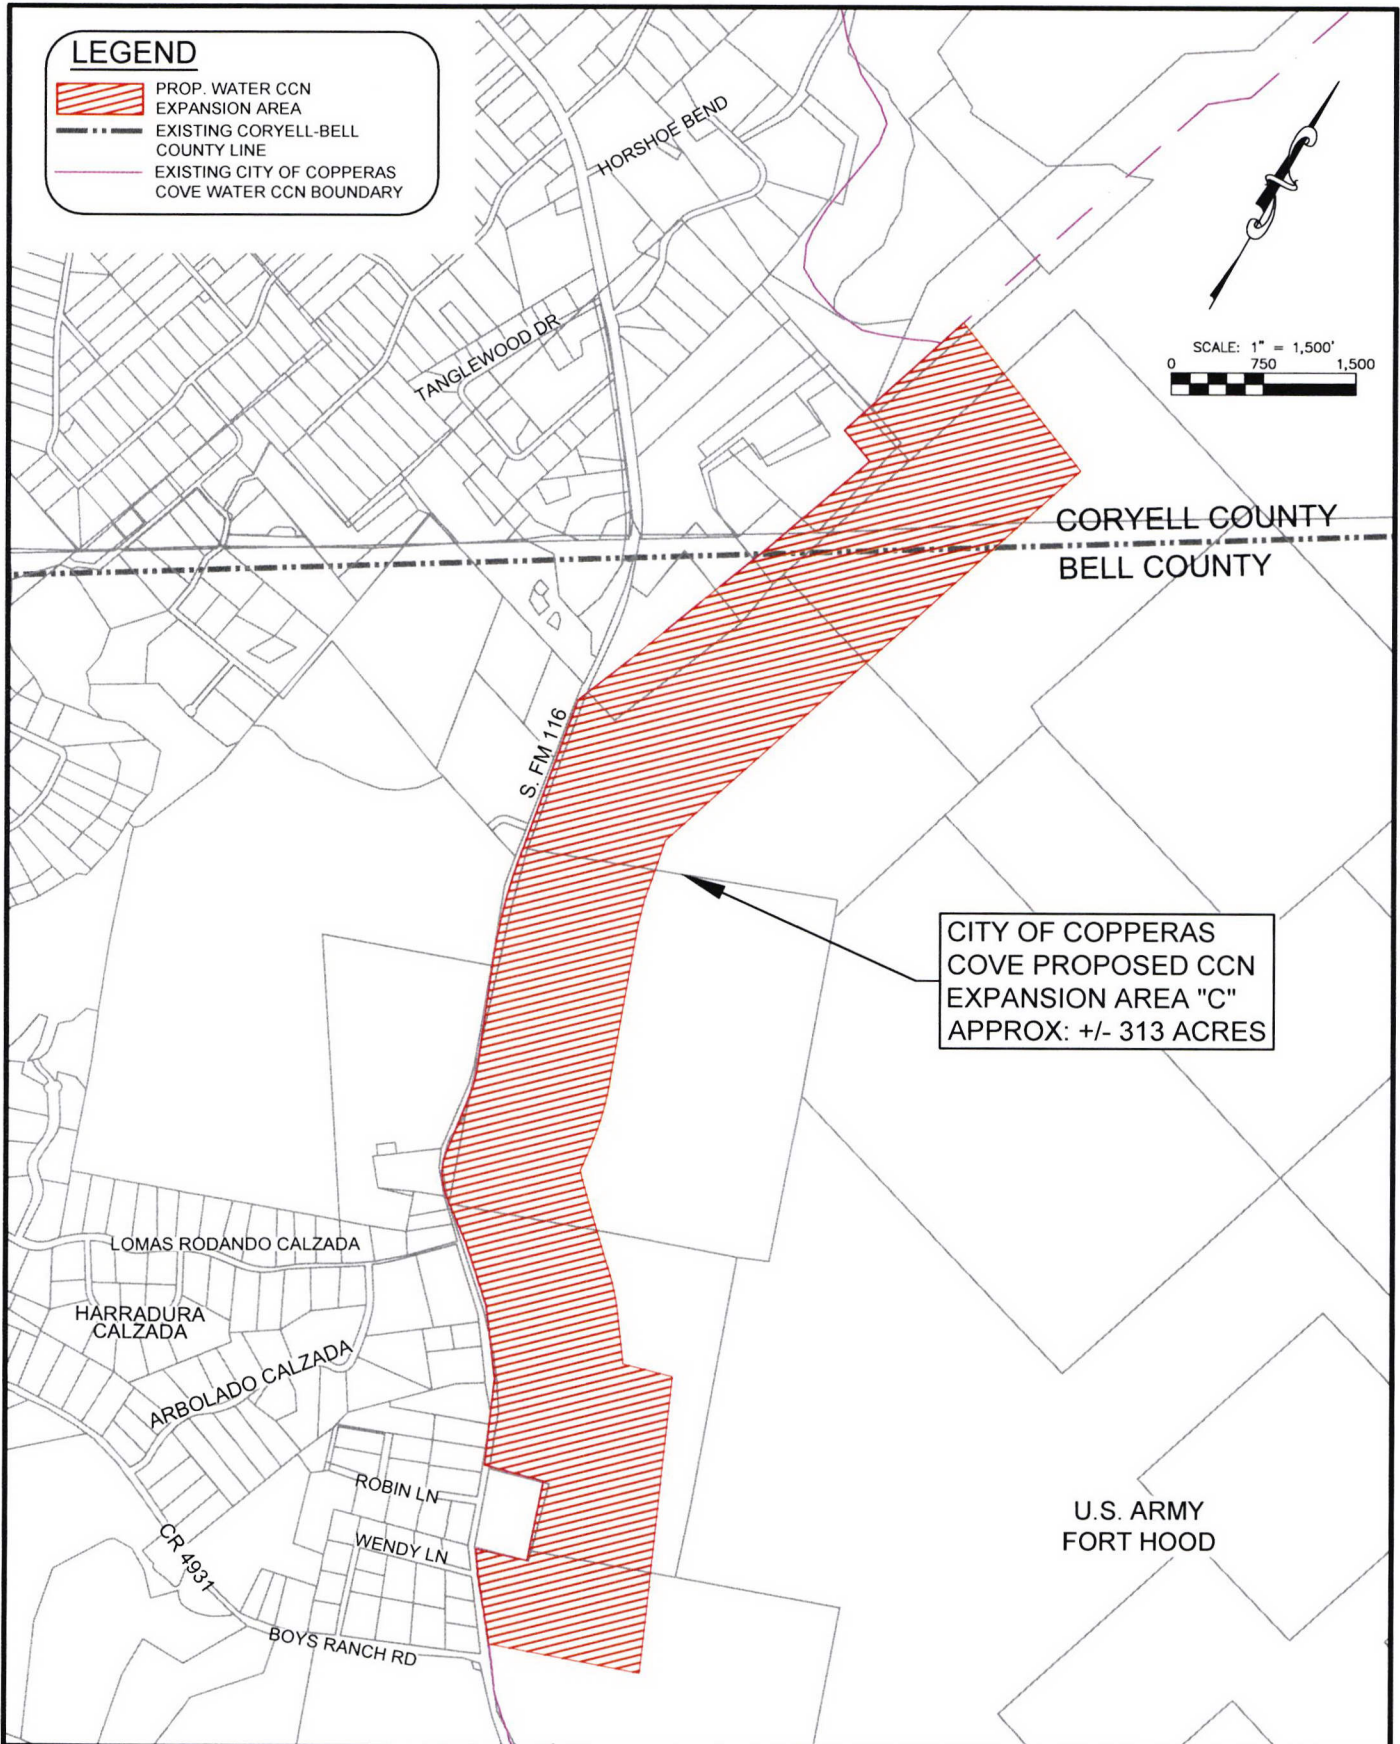 LEGEND
PROP. WATER CCN
EXPANSION AREA
EXISTING CORYELL-BELL
COUNTY LINE
EXISTING CITY OF COPPERAS
COVE WATER CCN BOUNDARY
HORSHOE BEND
TANGLEWOOD DR
SCALE: 1" = 1,500'
0 750 1,500
CORYELL COUNTY
BELL COUNTY
S. FM 116
CITY OF COPPERAS
COVE PROPOSED CCN
EXPANSION AREA "C"
APPROX: +/- 313 ACRES
LOMAS RODANDO CALZADA
HARRADURA
CALZADA
ARBOLADO CALZADA
ROBIN LN
WENDY LN
CR 4931
BOYS RANCH RD
U.S. ARMY
FORT HOOD